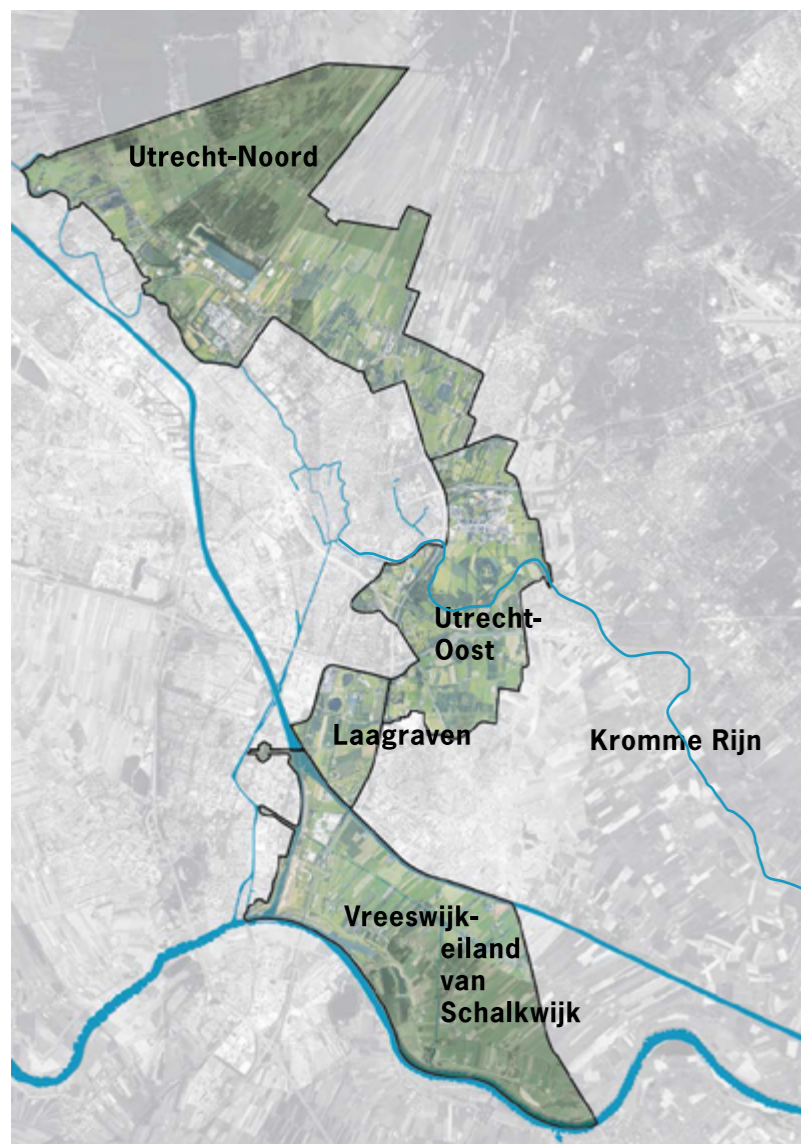 Utrecht-Noord
Utrecht-
Oost
Laagraven
Kromme Rijn
Vreeswijk-
eiland
van
Schalkwijk